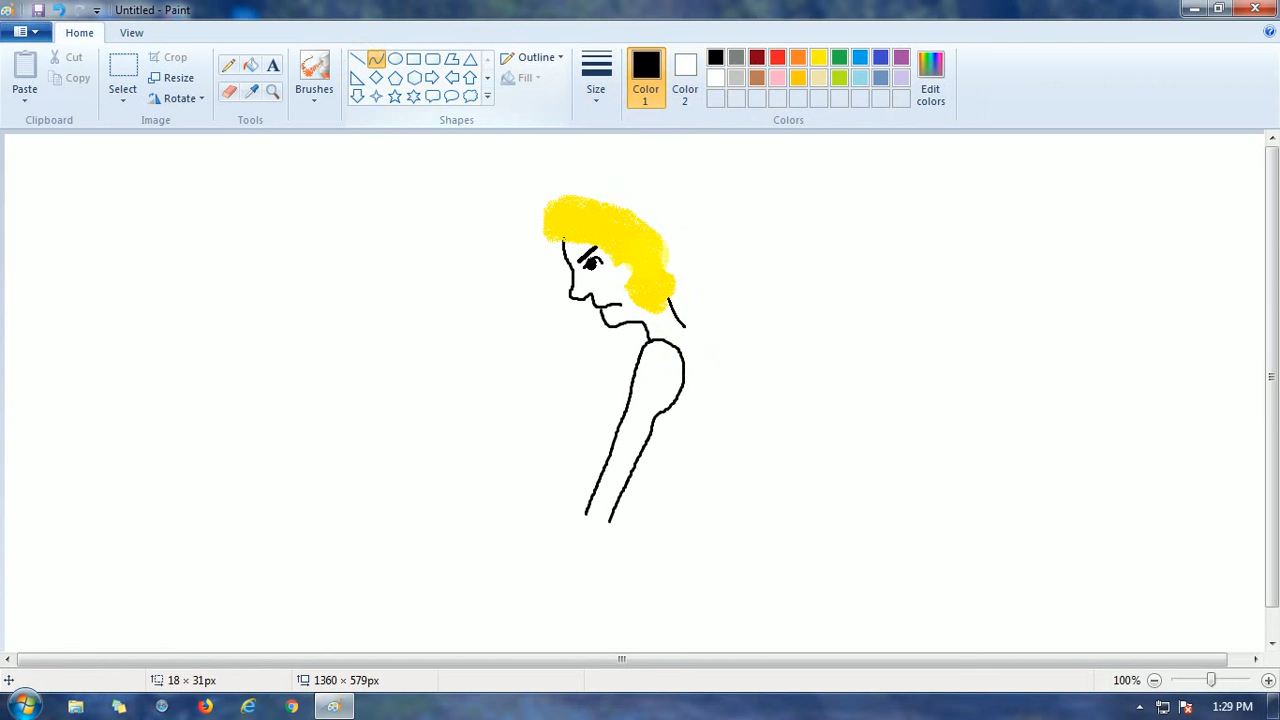 Untitled - Paint
Home View
Paste
Cut
Copy
Clipboard
Select
Crop
Resize
Rotate
Image
A
Tools
Brushes
Outline
Fill
Shapes
Size
Color
1
Color
2
Edit
colors
Colors
18 × 31px
1360 × 579px
100%
1:29 PM